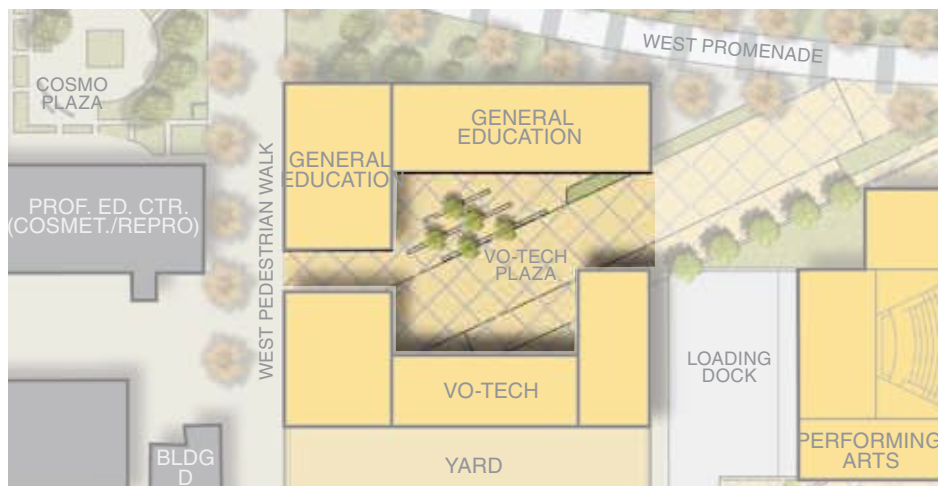 WEST PROMENADE
COSMO
PLAZA
GENERAL
EDUCATION
GENERAL
EDUCATION
WEST PEDESTRIAN WALK
PROF. ED. CTR.
(COSMET./REPRO)
VO-TECH
PLAZA
LOADING
DOCK
VO-TECH
PERFORMING
ARTS
BLDG
D
YARD